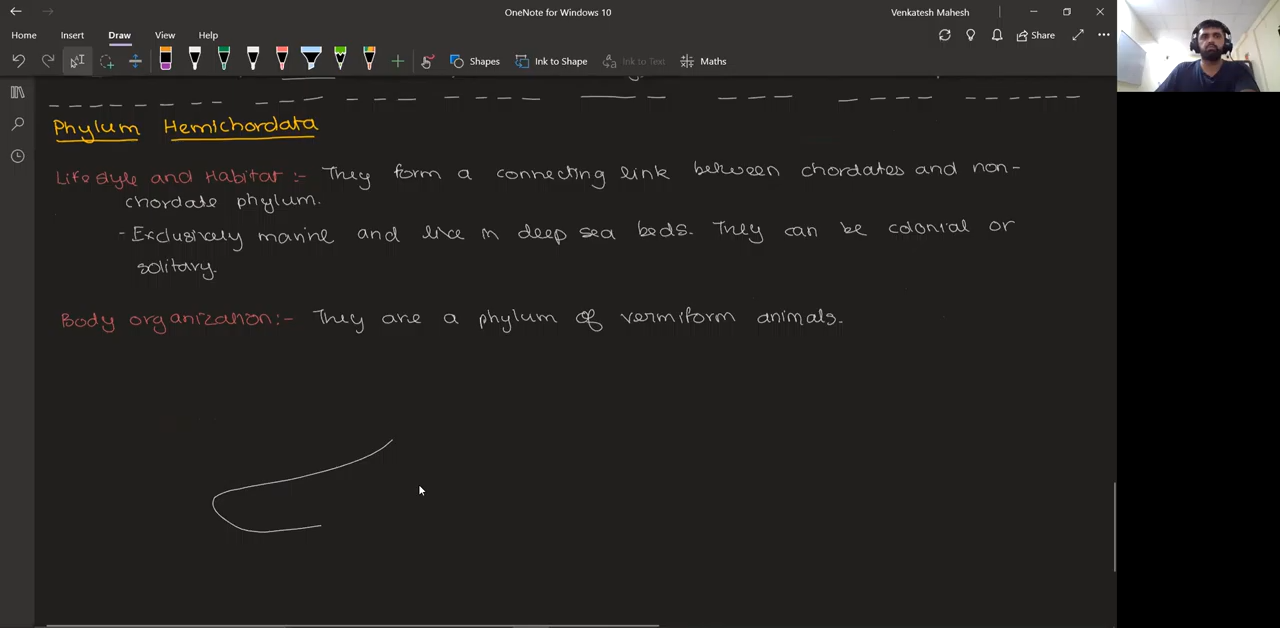 OneNote for Windows 10
Venkatesh Mahesh
Home Insert Draw View Help
Share
Shapes Ink to Shape Ink to Text Maths
Phylum Hemichordata
Lifestyle and Habitat :- They form a connecting link between chordates and non-
chordate phylum.
- Exclusively marine and live in deep sea beds. They can be colonial or
solitary.
Body organization:- They are a phylum of vermiform animals.